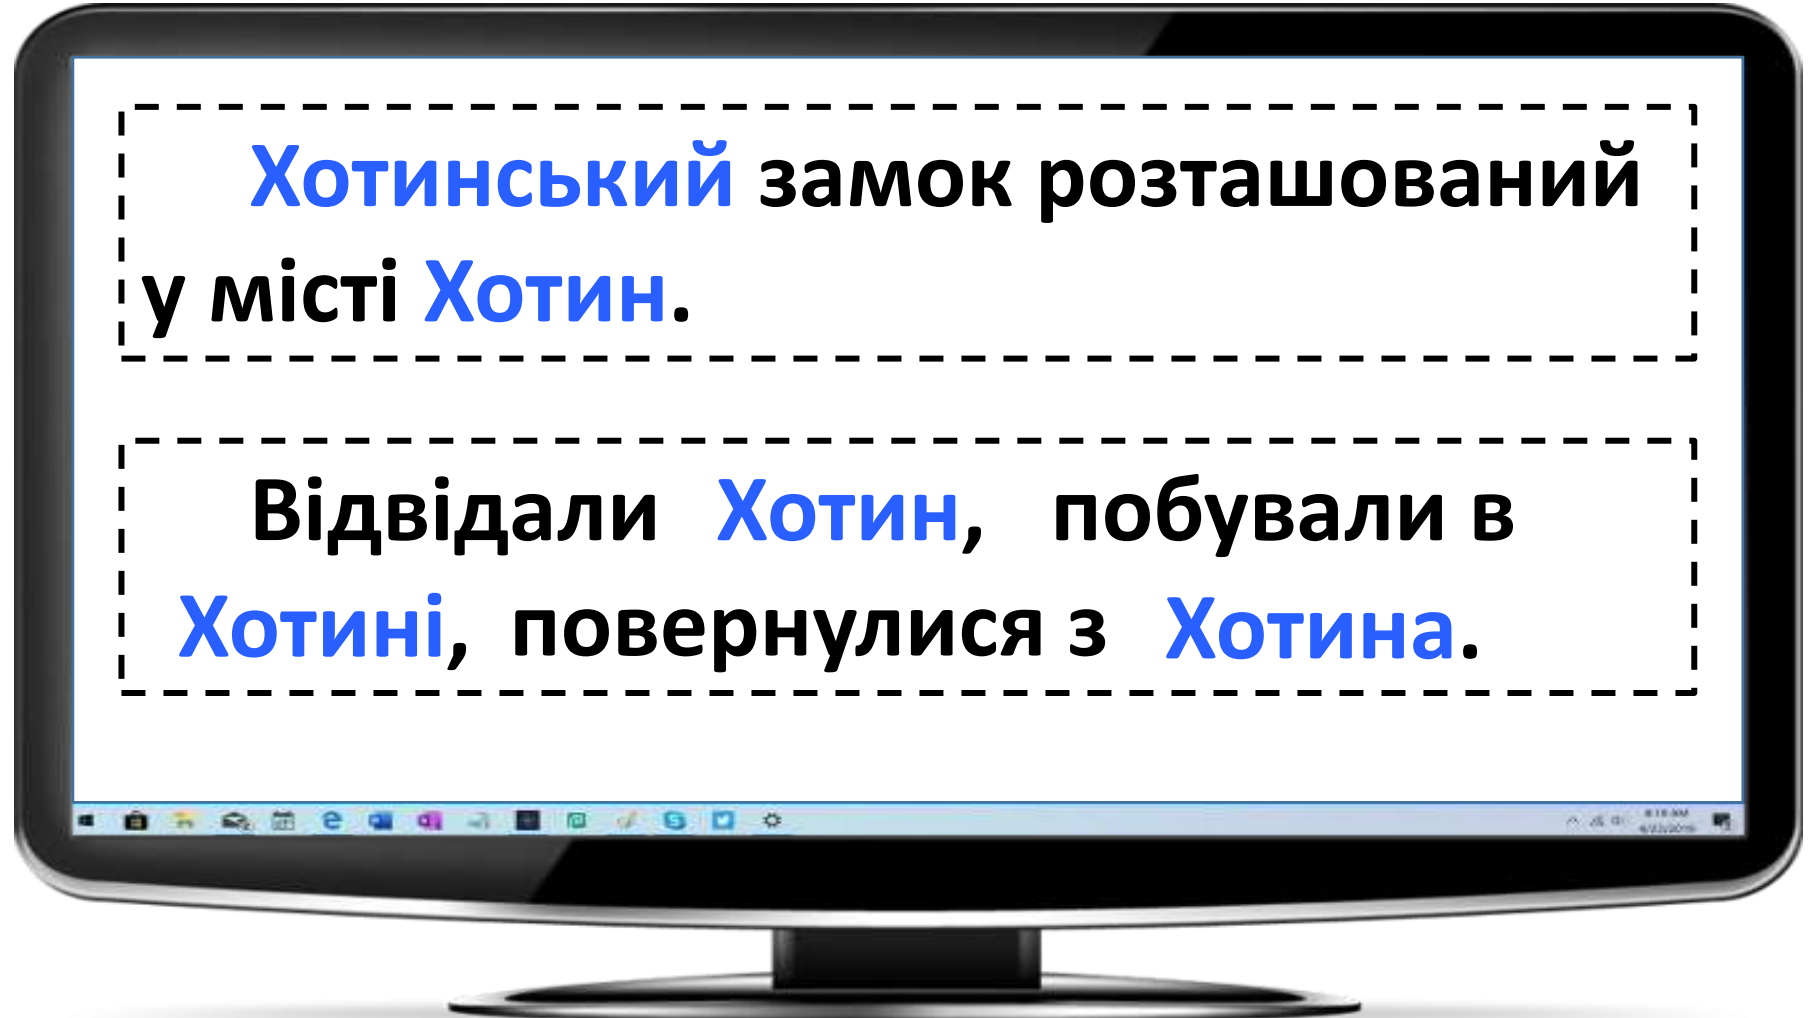 Хотинський замок розташований
у місті Хотин.
Відвідали Хотин, побували в
Хотині, повернулися з Хотина.